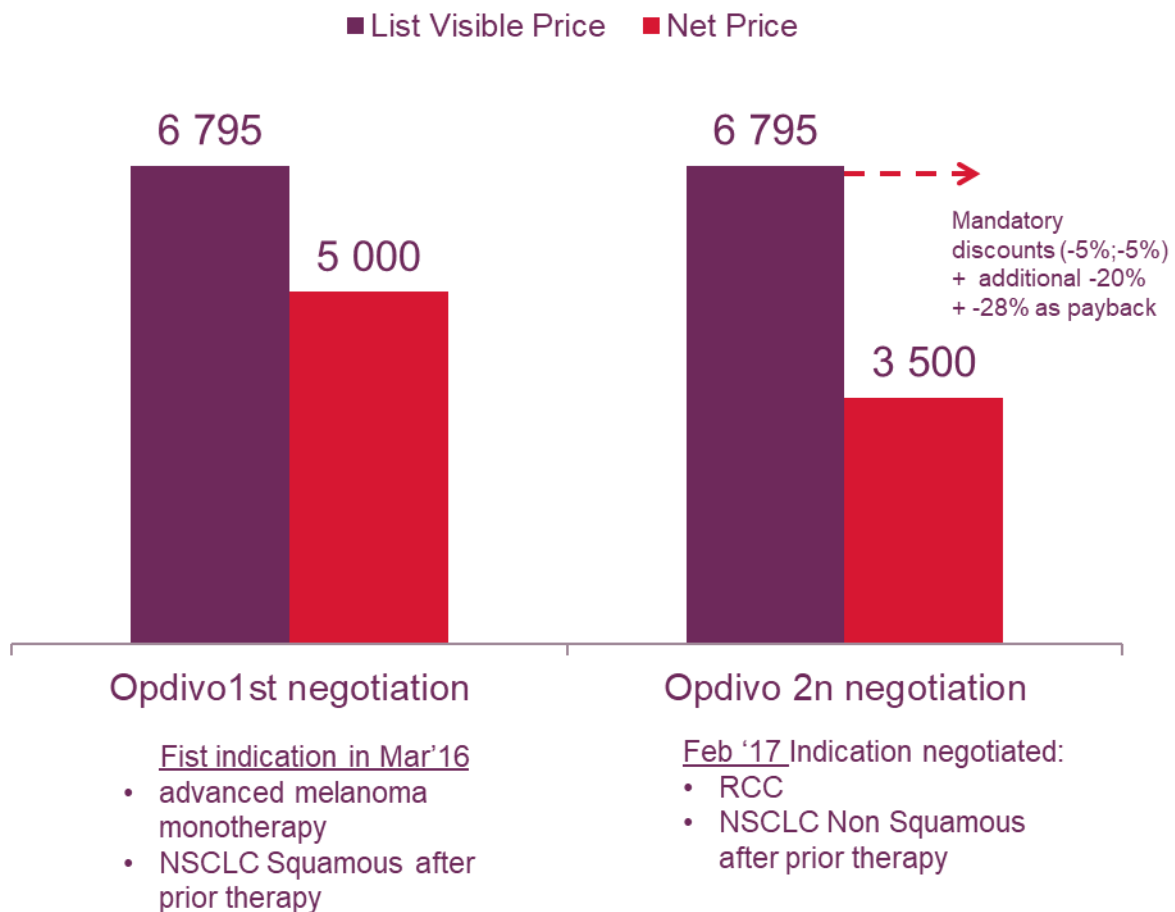 List Visible Price Net Price
6 795
5 000
6 795
3 500
Mandatory
discounts (-5%;-5%)
+ additional -20%
+ -28% as payback
Opdivo1st negotiation
Fist indication in Mar'16
• advanced melanoma
monotherapy
• NSCLC Squamous after
prior therapy
Opdivo 2n negotiation
Feb ‘17 Indication negotiated:
• RCC
• NSCLC Non Squamous
after prior therapy